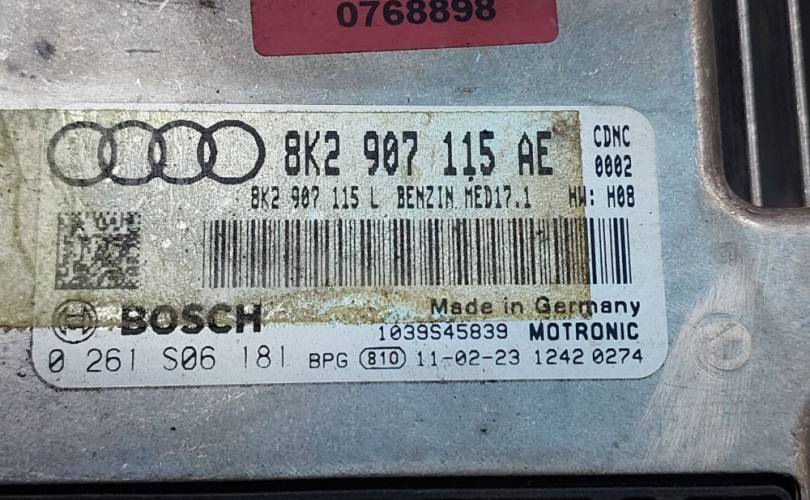 0768898
8K2 907 115 AE CDNC
0002
8K2 907 115 L BENZIN MED17.1 HW: H08
BOSCH Made in Germany
1039S45839 MOTRONIC
0 261 S06 181 BPG 810 11-02-23 1242 0274